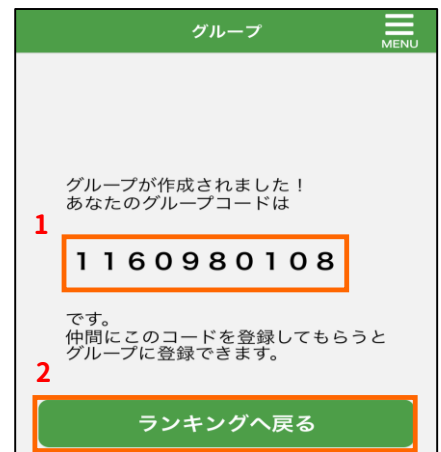 グループ
MENU
グループが作成されました！
あなたのグループコードは
1
1160980108
です。
仲間にこのコードを登録してもらうと
グループに登録できます。
2
ランキングへ戻る